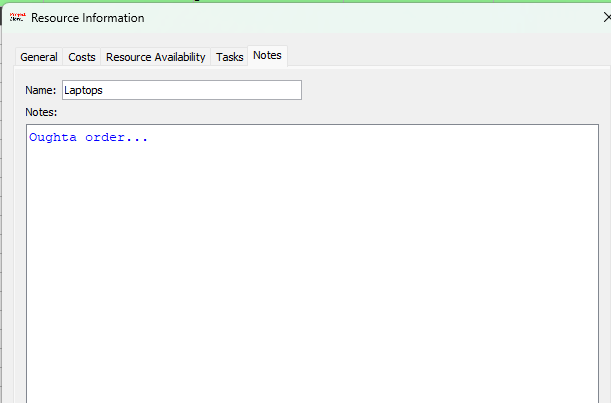 Resource Information
General Costs Resource Availability Tasks Notes
Name: Laptops
Notes:
Oughta order...